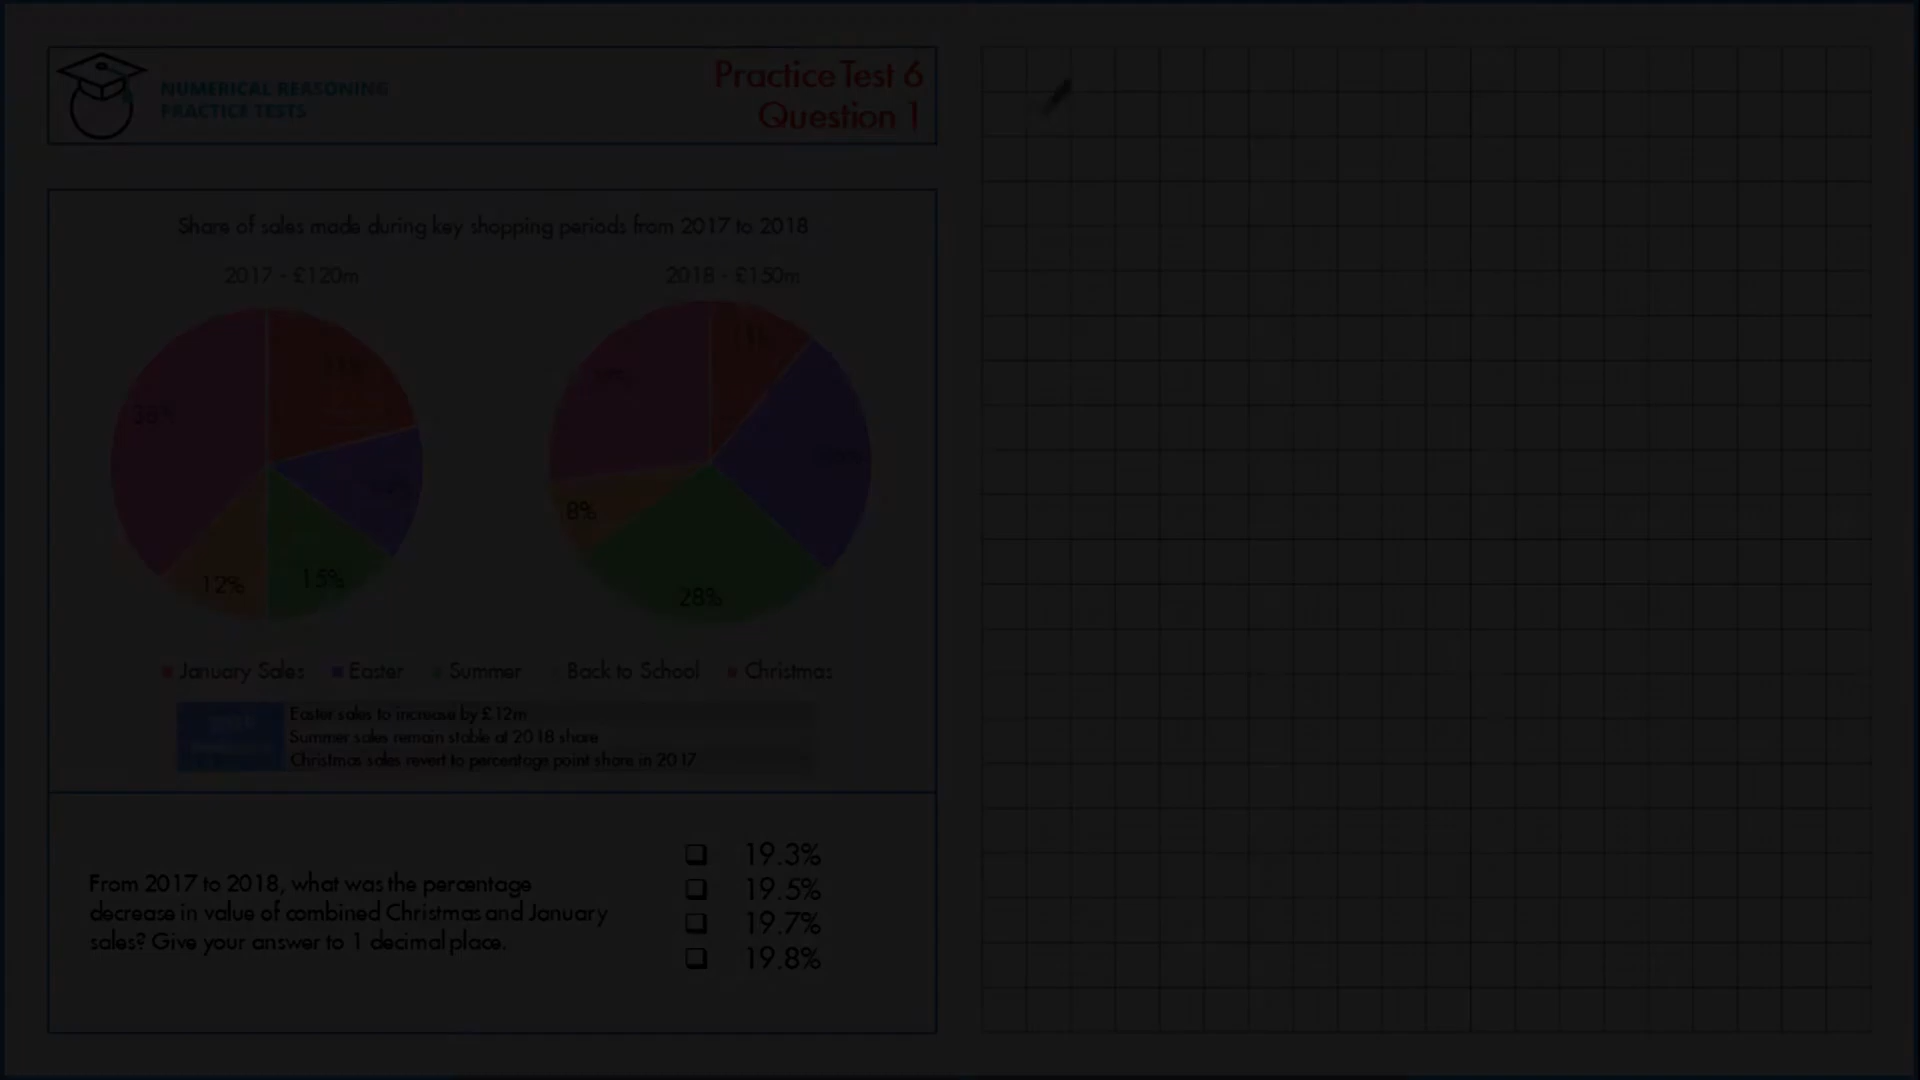 NUMERICAL REASONING
PRACTICE TESTS
Practice Test 6
Question 1
Share of sales made during key shopping periods from 2017 to 2018
2017 - £120m
2018 - £150m
38%
12%
15%
8%
28%
January Sales
Easter
Summer
Back to School
Christmas
Easter sales to increase by £12m
Summer sales remain stable at 2018 share
Christmas sales revert to percentage point share in 2017
From 2017 to 2018, what was the percentage
decrease in value of combined Christmas and January
sales? Give your answer to 1 decimal place.
19.3%
19.5%
19.7%
19.8%